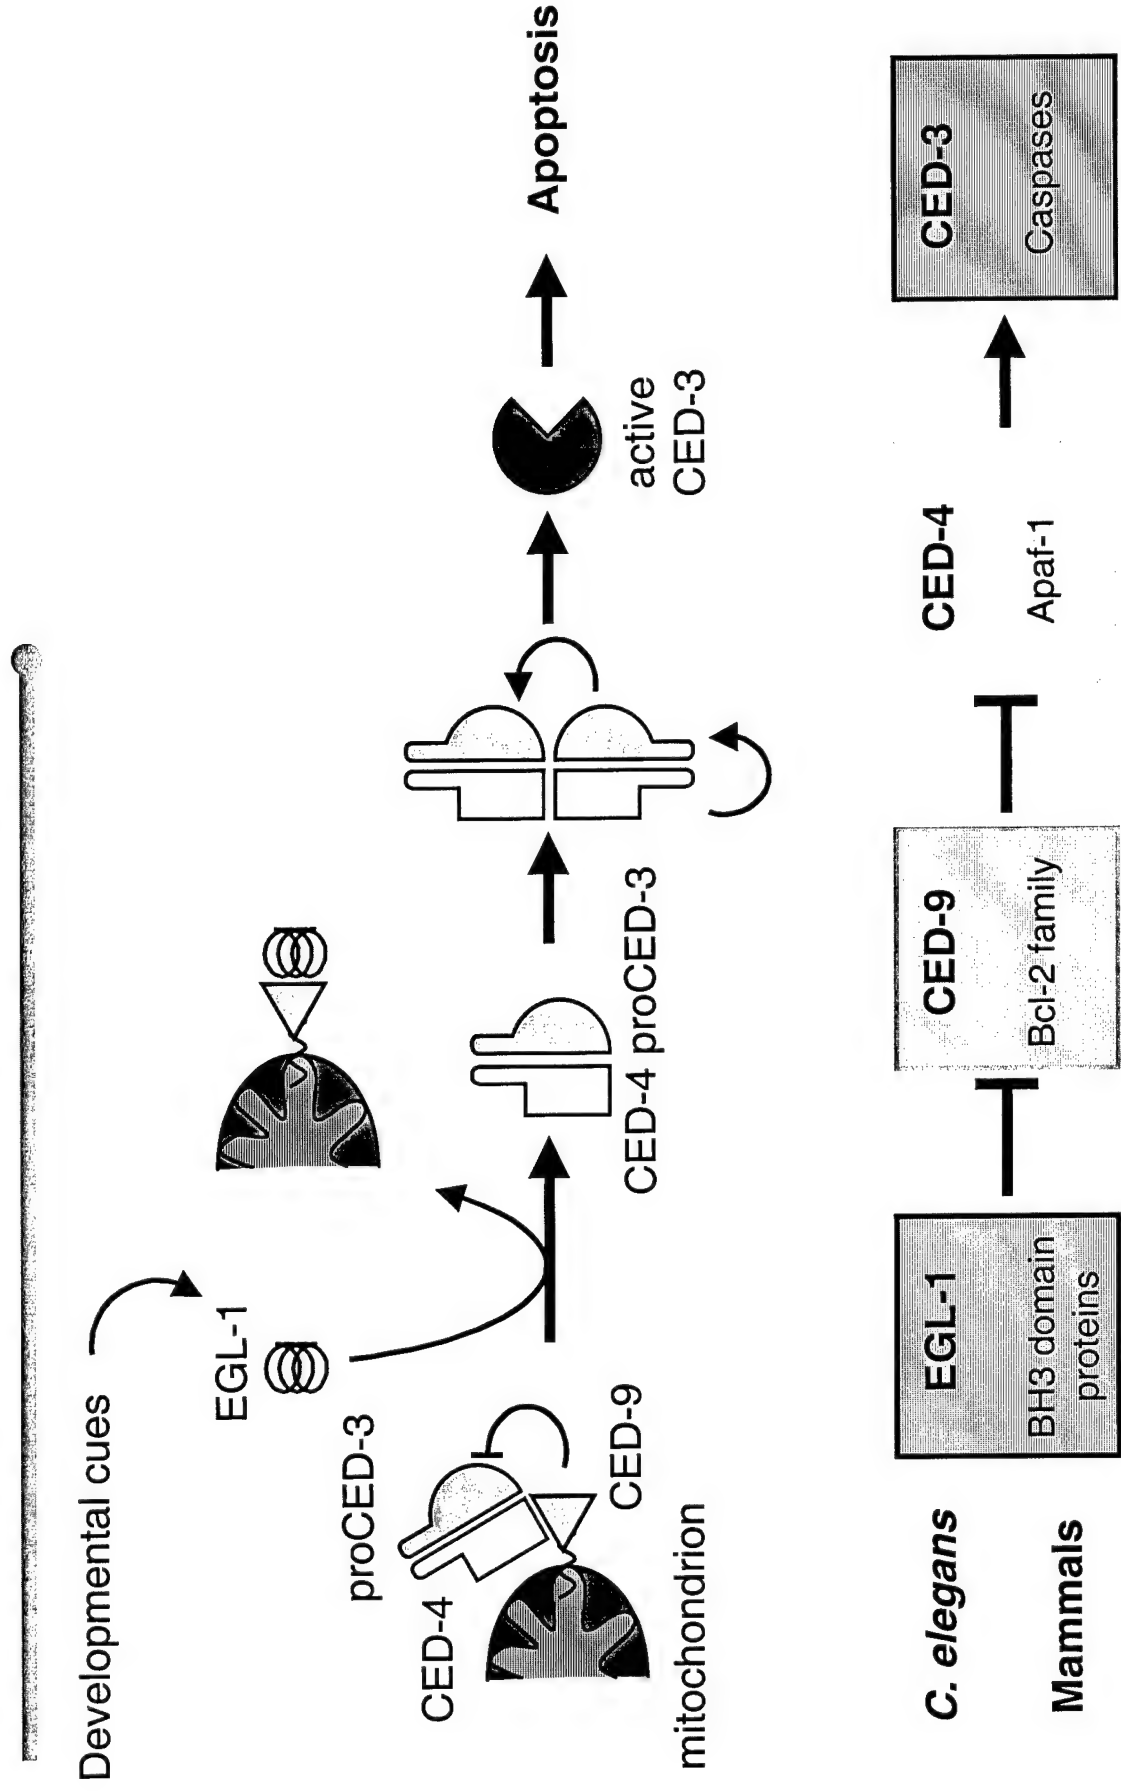 Developmental cues
EGL-1
proCED-3
CED-4
CED-9
mitochondrion
CED-4 proCED-3
active
CED-3
Apoptosis
C. elegans
EGL-1
CED-9
CED-4
CED-3
Mammals
BH3 domain
proteins
Bcl-2 family
Apaf-1
Caspases